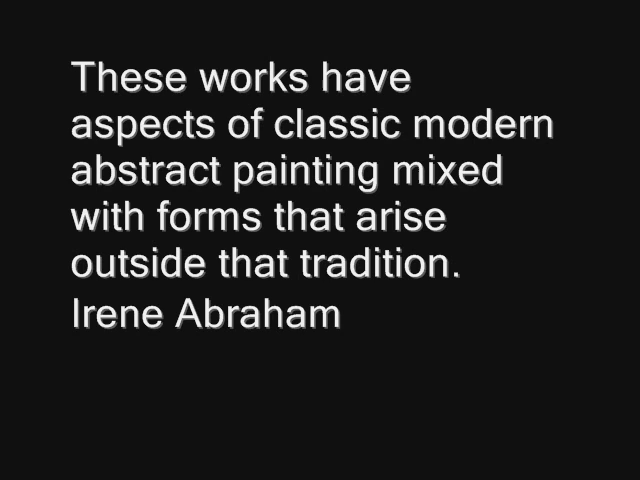 These works have
aspects of classic modern
abstract painting mixed
with forms that arise
outside that tradition.
Irene Abraham